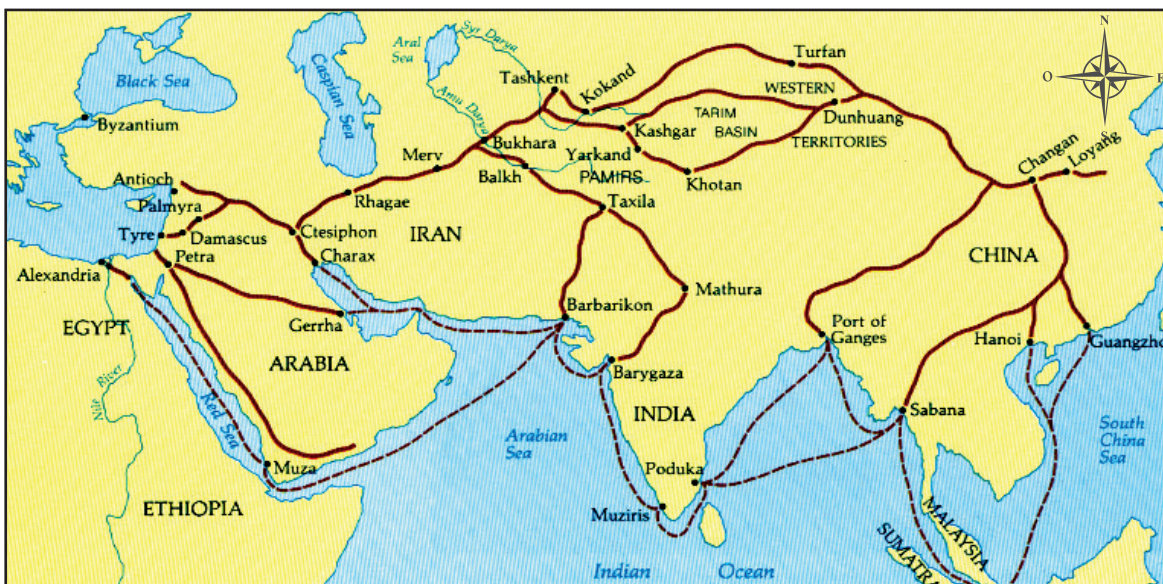 N
O
E
S
Black Sea
Byzantium
Caspian Sea
Aral
Sea
Syr Darya
Amu Darya
Tashkent
Kokand
Turfan
WESTERN
TERRITORIES
TARIM
BASIN
Dunhuang
Kashgar
Yarkand
PAMIRS
Khotan
Bukhara
Balkh
Merv
Rhagae
Changan
Loyang
Antioch
Palmyra
Tyre
Damascus
Ctesiphon
IRAN
Taxila
CHINA
Alexandria
Petra
Charax
Gerrha
Barbarikon
Mathura
Port of
Ganges
Hanoi
Guangzho
EGYPT
Nile River
ARABIA
Red Sea
Barygaza
INDIA
Sabana
Arabian
Sea
South
China
Sea
Muza
Poduka
Muziris
ETHIOPIA
MALAYSIA
SUMATRA
Indian Ocean